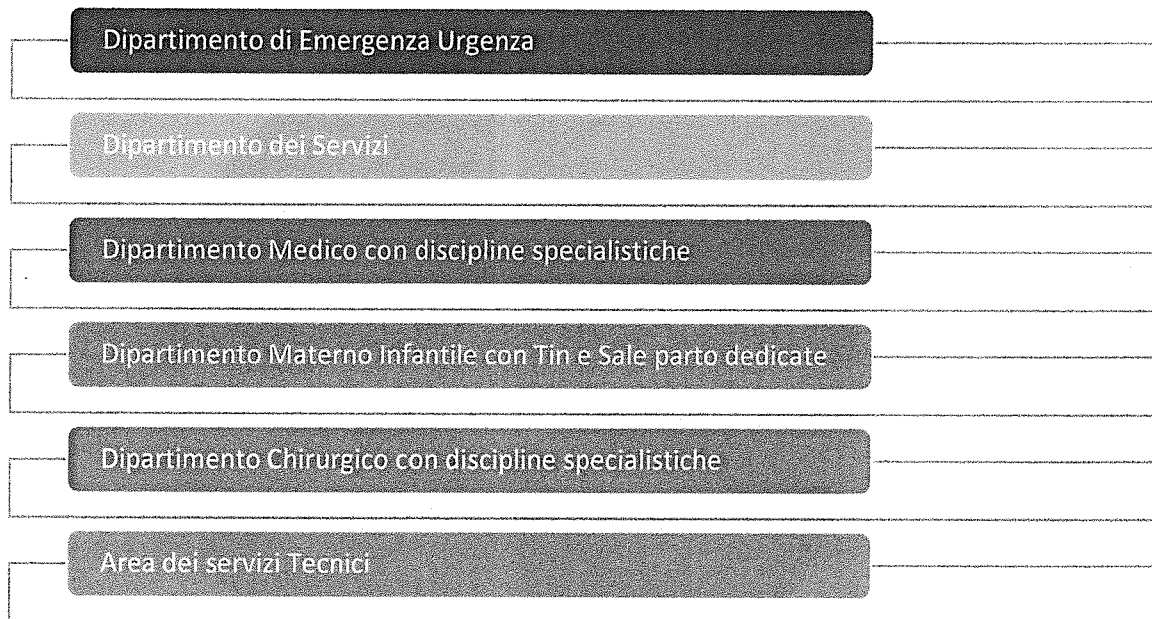 Dipartimento di Emergenza Urgenza
Dipartimento dei Servizi
Dipartimento Medico con discipline specialistiche
Dipartimento Materno Infantile con Tin e Sale parto dedicate
Dipartimento Chirurgico con discipline specialistiche
Area dei servizi Tecnici